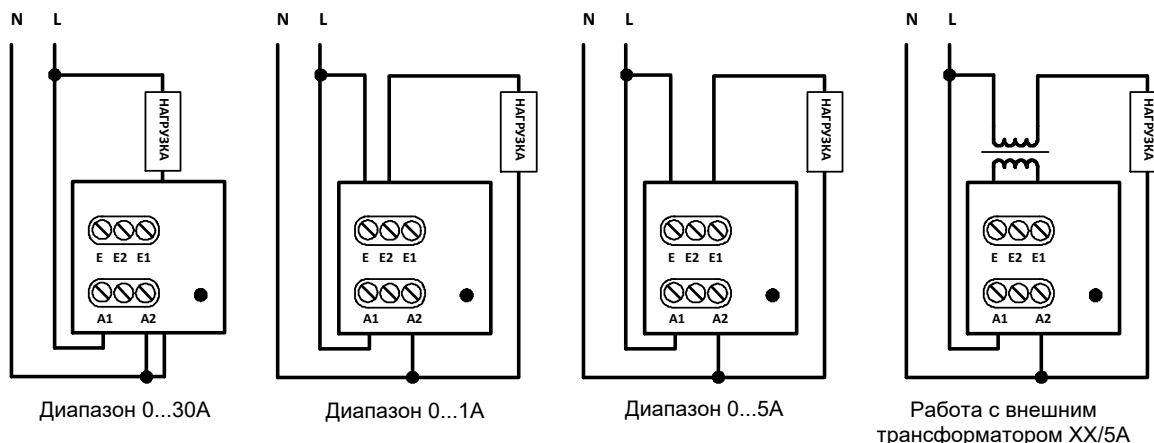 N L N L N L N L
НАГРУЗКА НАГРУЗКА НАГРУЗКА НАГРУЗКА
E E2 E1 E E2 E1 E E2 E1 E E2 E1
A1 A2 A1 A2 A1 A2 A1 A2
Диапазон 0...30А Диапазон 0...1А Диапазон 0...5А Работа с внешним
трансформатором ХХ/5А